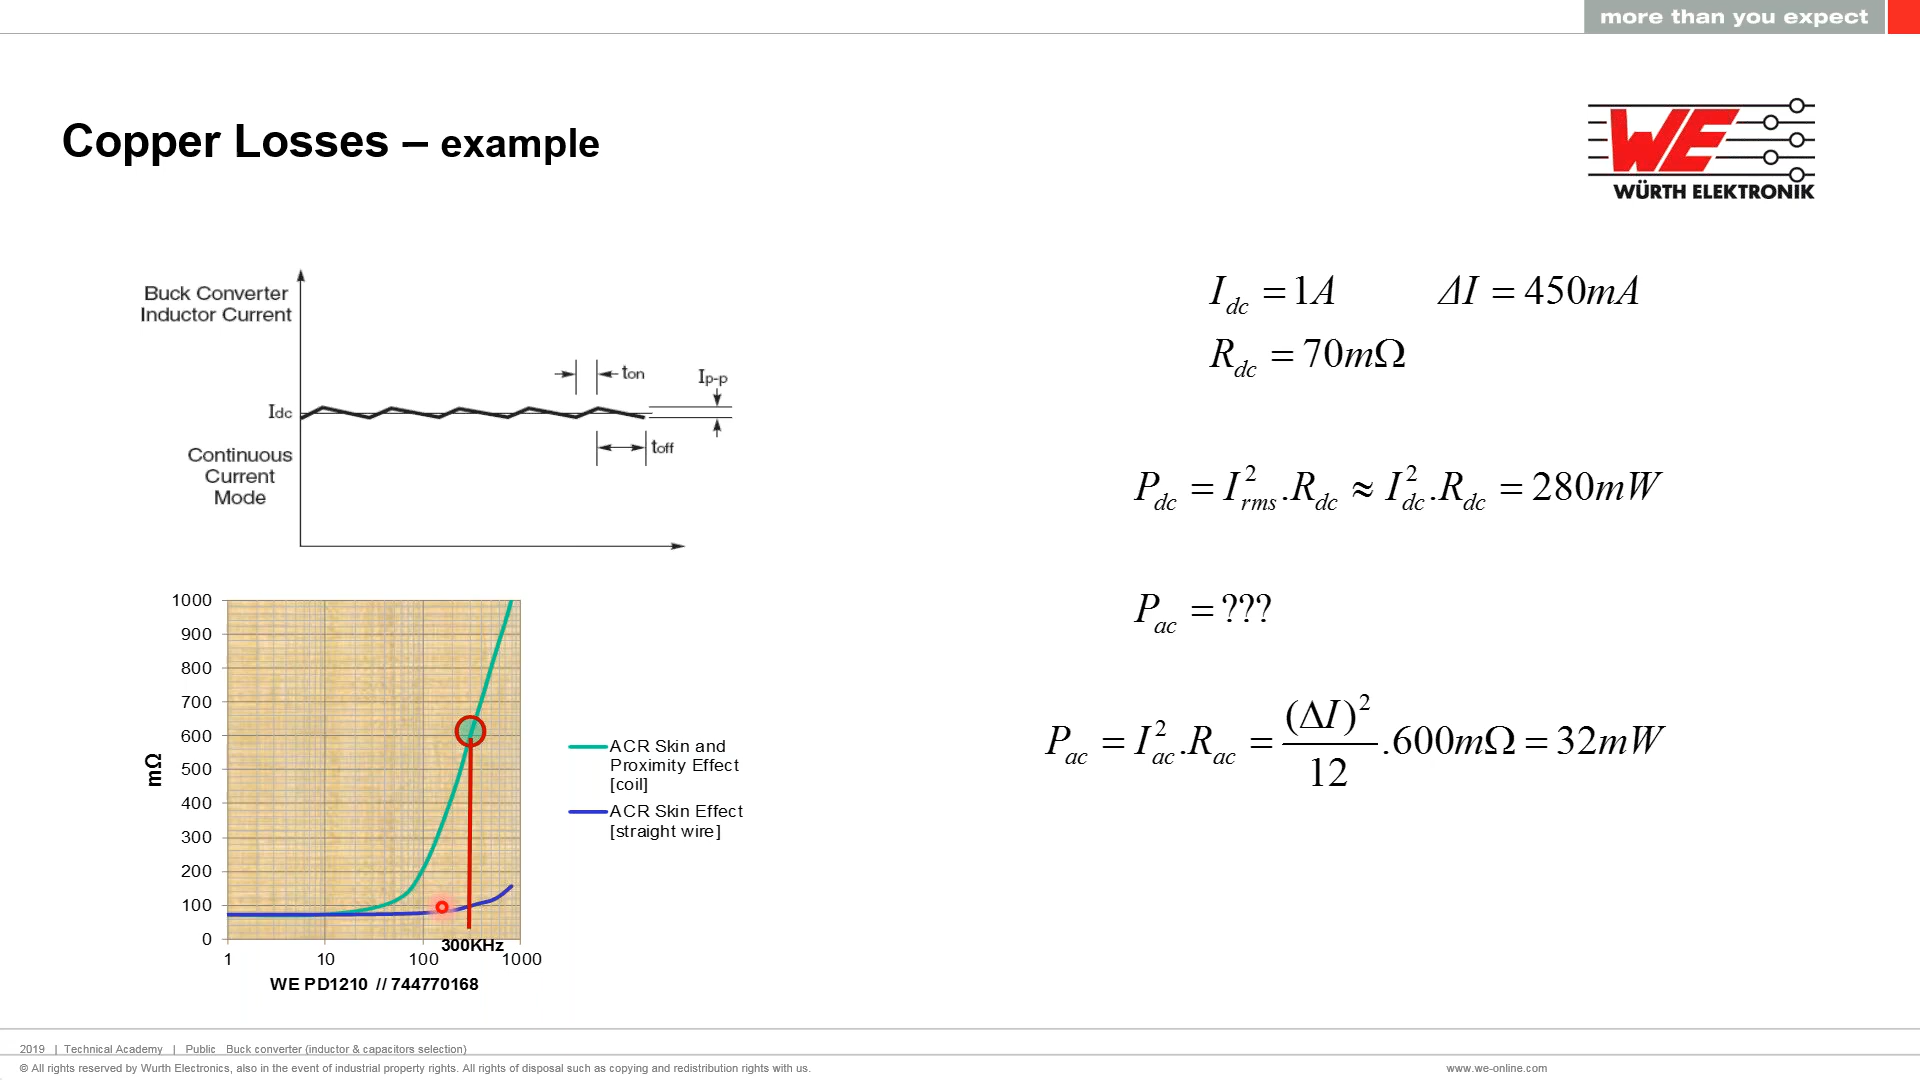 more than you expect
Copper Losses – example
WE
WÜRTH ELEKTRONIK
Buck Converter
Inductor Current
ton
Ip-p
Idc
toff
Continuous
Current
Mode
I_dc = 1A ΔI = 450mA
R_dc = 70mΩ
P_dc = I²_rms.R_dc ≈ I²_dc.R_dc = 280mW
P_ac = ???
P_ac = I²_ac.R_ac = (ΔI)²/12 .600mΩ = 32mW
1000
900
800
700
600
500
400
300
200
100
0
mΩ
300KHz
1 10 100 1000
WE PD1210 // 744770168
ACR Skin and
Proximity Effect
[coil]
ACR Skin Effect
[straight wire]
2019 | Technical Academy | Public Buck converter (inductor & capacitors selection)
© All rights reserved by Wurth Electronics, also in the event of industrial property rights. All rights of disposal such as copying and redistribution rights with us.
www.we-online.com